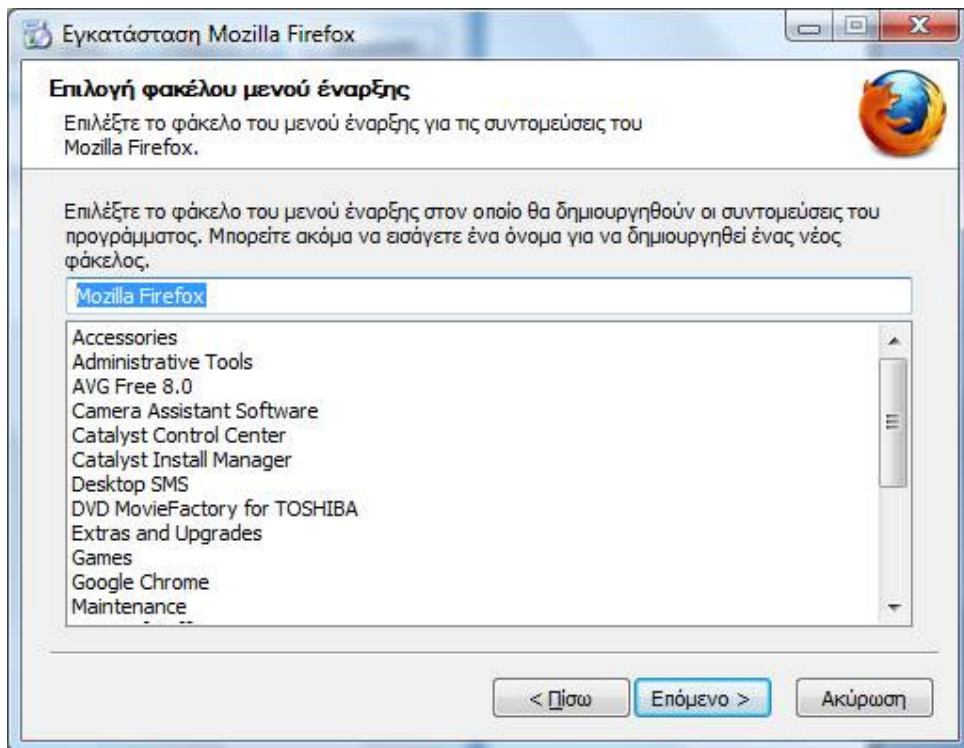 Εγκατάσταση Mozilla Firefox
Επιλογή φακέλου μενού έναρξης
Επιλέξτε το φάκελο του μενού έναρξης για τις συντομεύσεις του
Mozilla Firefox.
Επιλέξτε το φάκελο του μενού έναρξης στον οποίο θα δημιουργηθούν οι συντομεύσεις του
προγράμματος. Μπορείτε ακόμα να εισάγετε ένα όνομα για να δημιουργηθεί ένας νέος
φάκελος.
Mozilla Firefox
Accessories
Administrative Tools
AVG Free 8.0
Camera Assistant Software
Catalyst Control Center
Catalyst Install Manager
Desktop SMS
DVD MovieFactory for TOSHIBA
Extras and Upgrades
Games
Google Chrome
Maintenance
< Πίσω
Επόμενο >
Ακύρωση